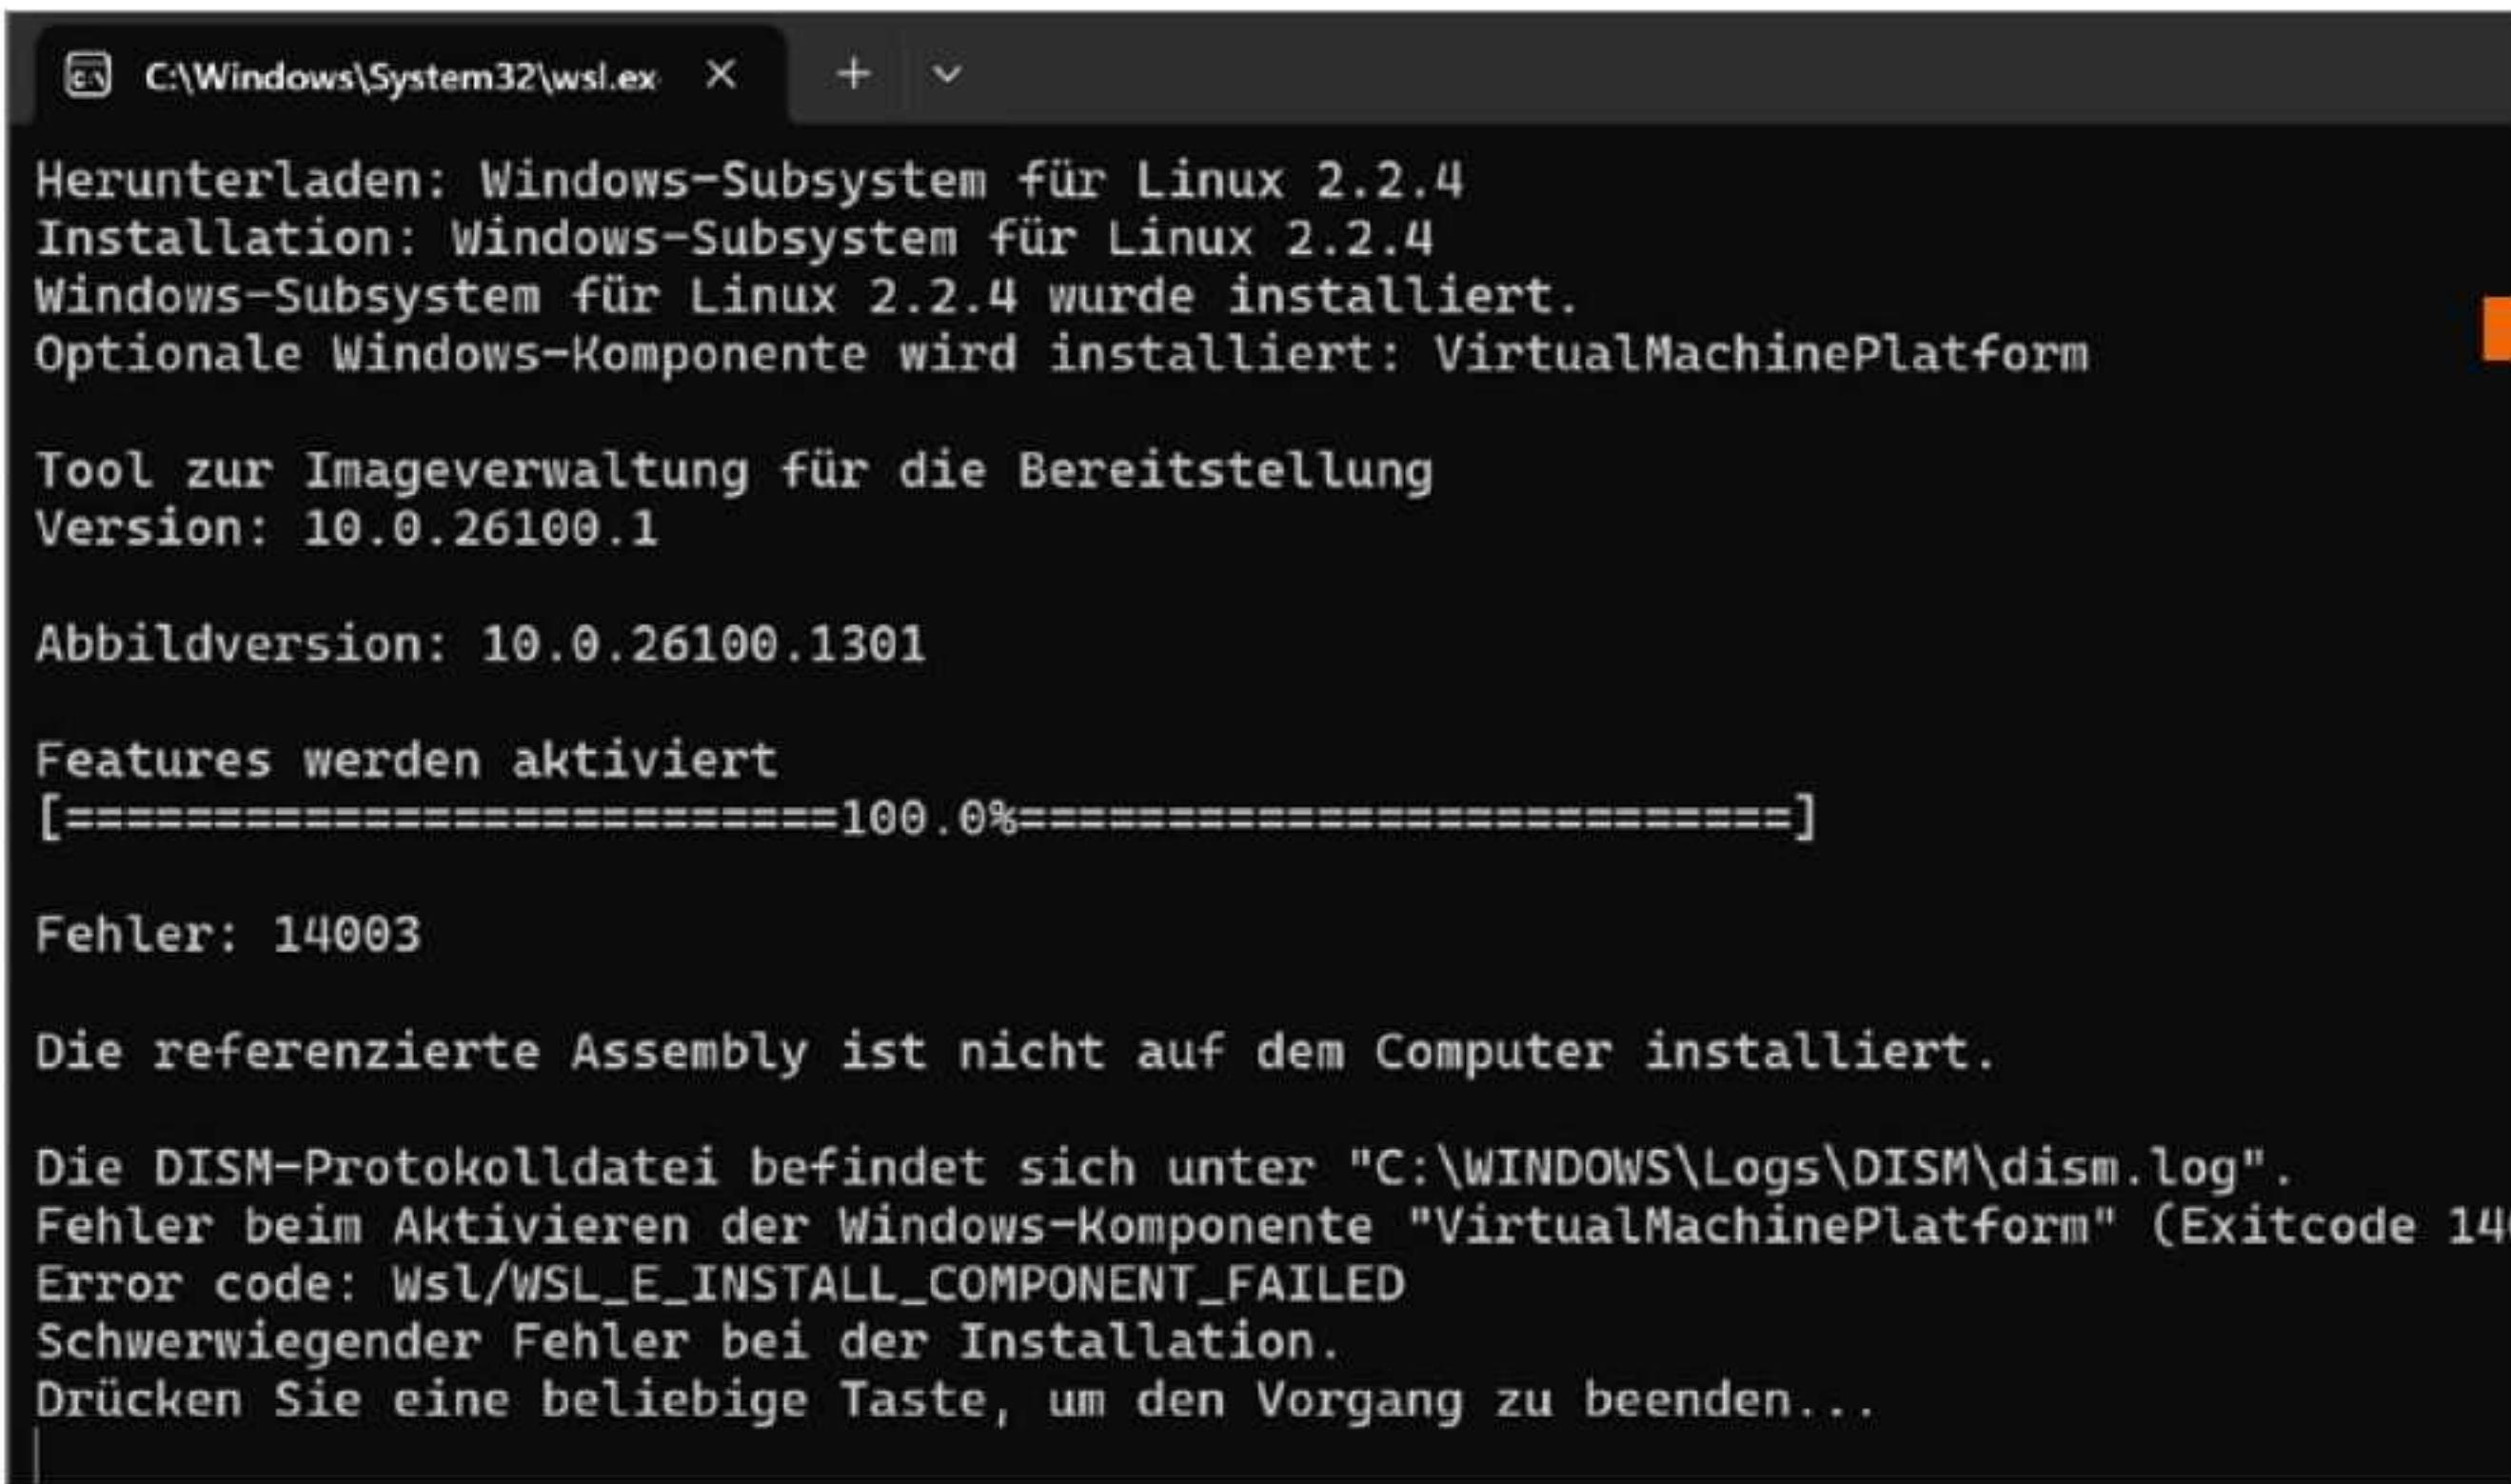 C:\Windows\System32\wsl.ex
Herunterladen: Windows-Subsystem für Linux 2.2.4
Installation: Windows-Subsystem für Linux 2.2.4
Windows-Subsystem für Linux 2.2.4 wurde installiert.
Optionale Windows-Komponente wird installiert: VirtualMachinePlatform
Tool zur Imageverwaltung für die Bereitstellung
Version: 10.0.26100.1
Abbildversion: 10.0.26100.1301
Features werden aktiviert
[==========================100.0%==========================]
Fehler: 14003
Die referenzierte Assembly ist nicht auf dem Computer installiert.
Die DISM-Protokolldatei befindet sich unter "C:\WINDOWS\Logs\DISM\dism.log".
Fehler beim Aktivieren der Windows-Komponente "VirtualMachinePlatform" (Exitcode 14
Error code: Wsl/WSL_E_INSTALL_COMPONENT_FAILED
Schwerwiegender Fehler bei der Installation.
Drücken Sie eine beliebige Taste, um den Vorgang zu beenden...